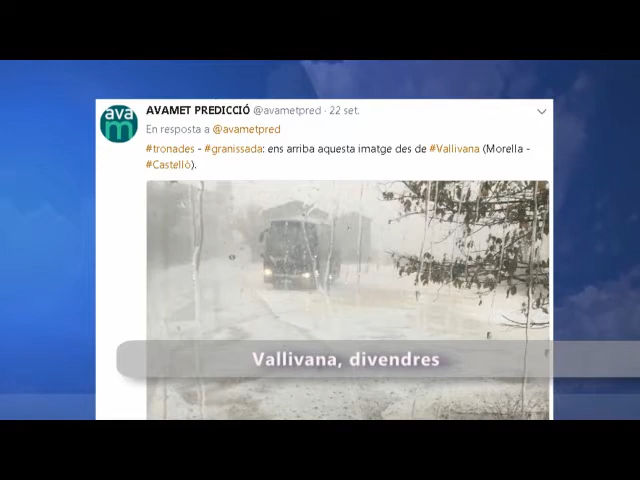 ava
m
AVAMET PREDICCIÓ @avametpred · 22 set.
En resposta a @avametpred
#tronades - #granissada: ens arriba aquesta imatge des de #Vallivana (Morella -
#Castelló).
Vallivana, divendres